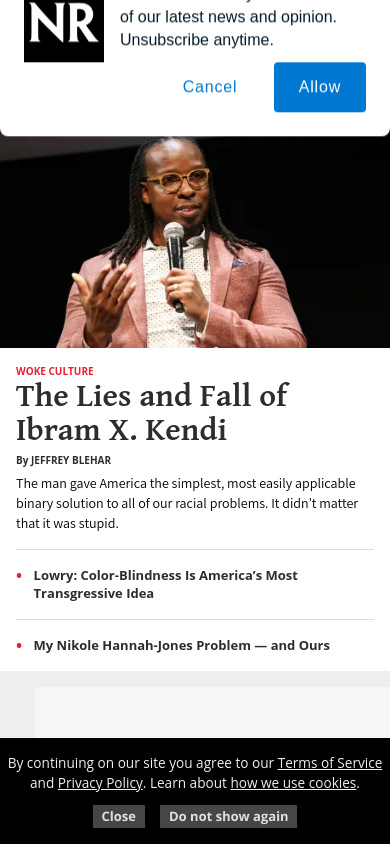 NR
of our latest news and opinion.
Unsubscribe anytime.
Cancel
Allow
WOKE CULTURE
The Lies and Fall of
Ibram X. Kendi
By JEFFREY BLEHAR
The man gave America the simplest, most easily applicable
binary solution to all of our racial problems. It didn’t matter
that it was stupid.
• Lowry: Color-Blindness Is America’s Most
Transgressive Idea
• My Nikole Hannah-Jones Problem — and Ours
By continuing on our site you agree to our Terms of Service
and Privacy Policy. Learn about how we use cookies.
Close
Do not show again